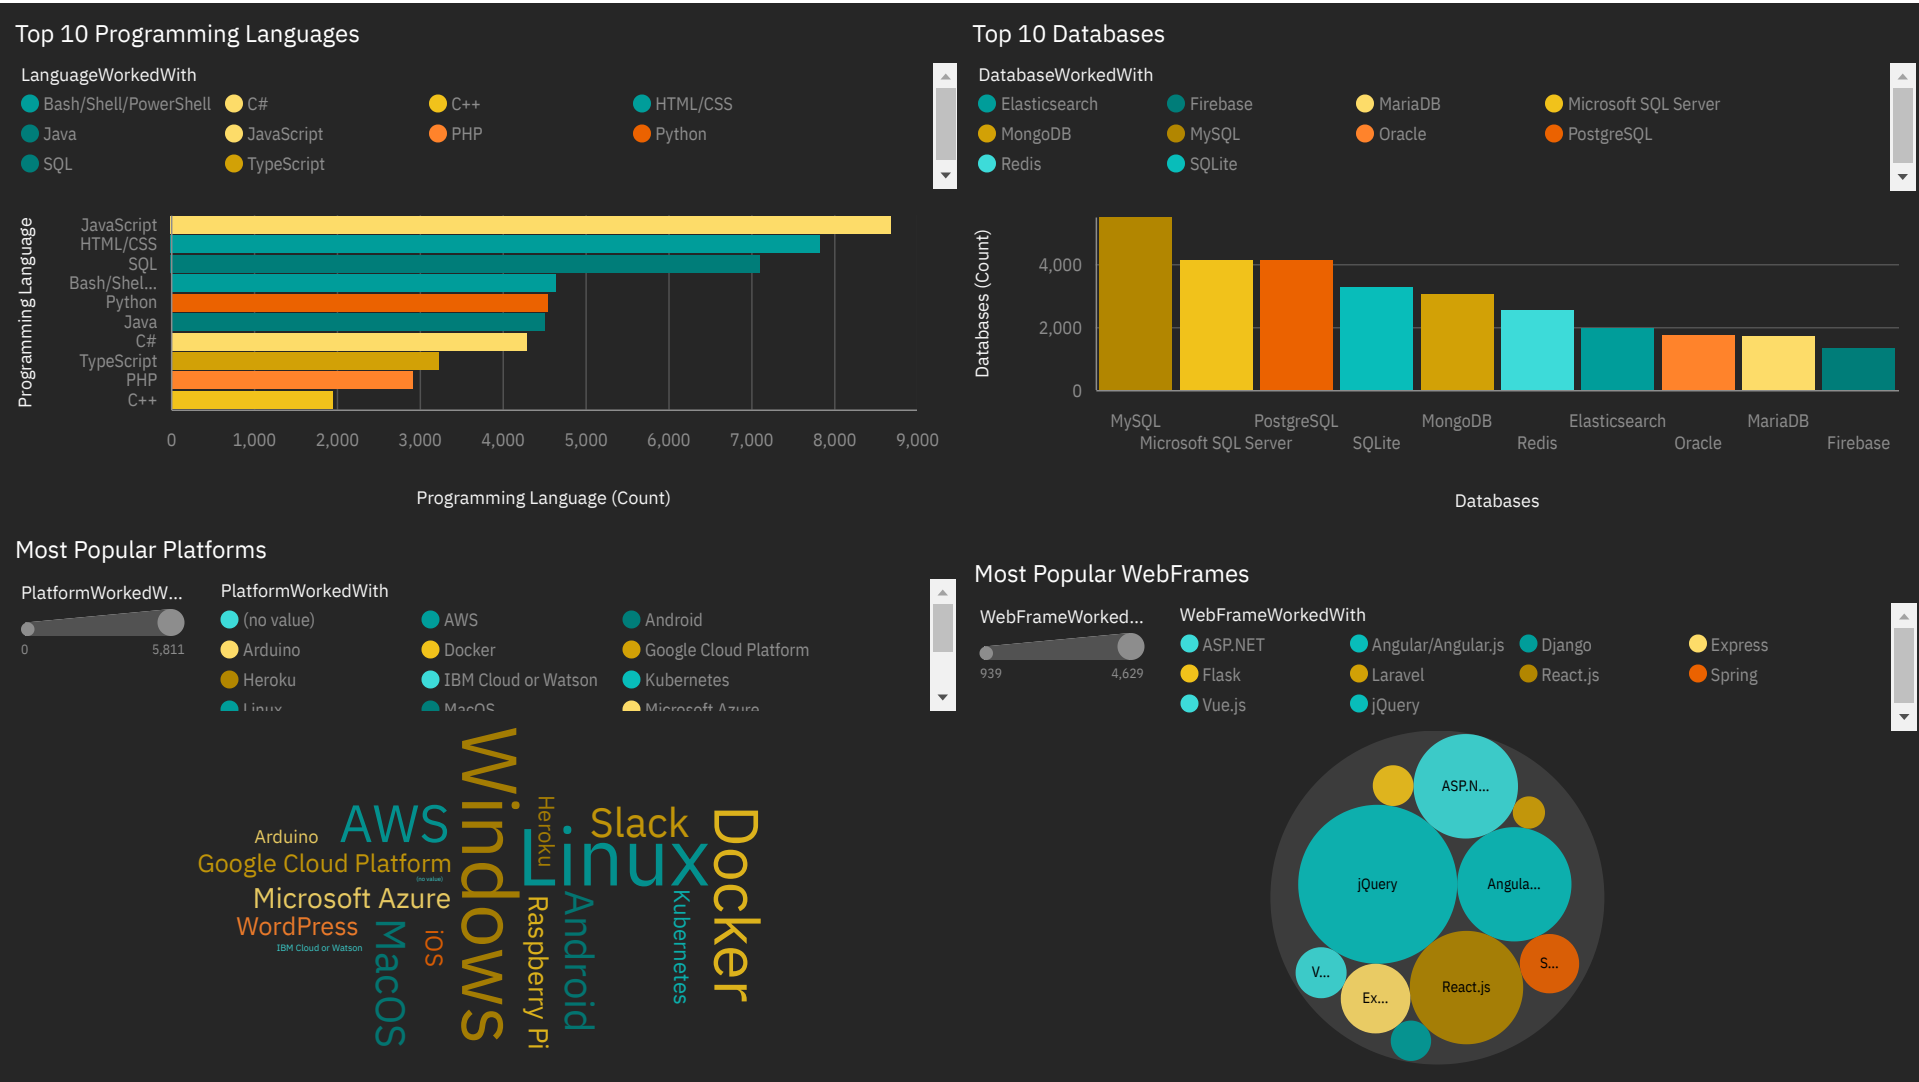 Top 10 Programming Languages
LanguageWorkedWith
Bash/Shell/PowerShell C# C++ HTML/CSS
Java JavaScript PHP Python
SQL TypeScript
Programming Language
JavaScript
HTML/CSS
SQL
Bash/Shel...
Python
Java
C#
TypeScript
PHP
C++
0 1,000 2,000 3,000 4,000 5,000 6,000 7,000 8,000 9,000
Programming Language (Count)
Top 10 Databases
DatabaseWorkedWith
Elasticsearch Firebase MariaDB Microsoft SQL Server
MongoDB MySQL Oracle PostgreSQL
Redis SQLite
Databases (Count)
4,000
2,000
0
MySQL PostgreSQL MongoDB Elasticsearch MariaDB
Microsoft SQL Server SQLite Redis Oracle Firebase
Databases
Most Popular Platforms
PlatformWorkedW...
0 5,811
PlatformWorkedWith
(no value) AWS Android
Arduino Docker Google Cloud Platform
Heroku IBM Cloud or Watson Kubernetes
Linux MacOS Microsoft Azure
Windows
Heroku
AWS
Slack
Docker
Arduino
Linux
Google Cloud Platform
(no value)
Microsoft Azure
WordPress
IBM Cloud or Watson
MacOS
iOS
Raspberry Pi
Android
Kubernetes
Most Popular WebFrames
WebFrameWorked...
939 4,629
WebFrameWorkedWith
ASP.NET Angular/Angular.js Django Express
Flask Laravel React.js Spring
Vue.js jQuery
ASP.N...
jQuery
Angula...
S...
V...
React.js
Ex...